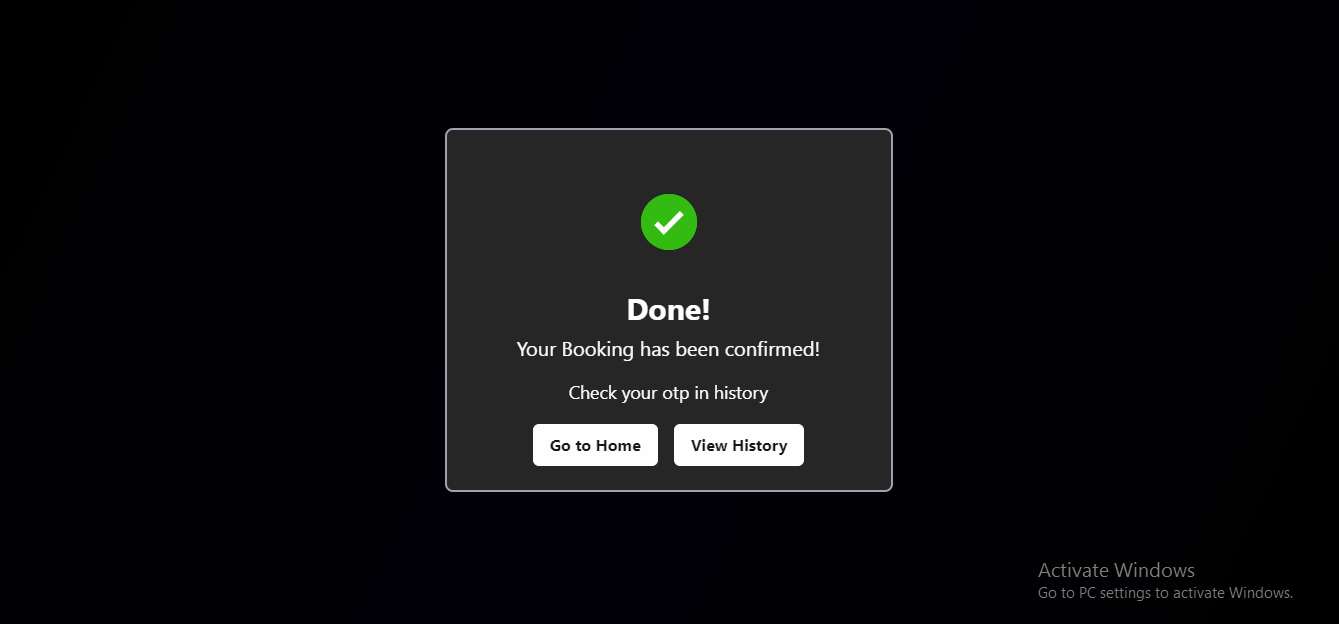 Done!
Your Booking has been confirmed!
Check your otp in history
Go to Home View History
Activate Windows
Go to PC settings to activate Windows.